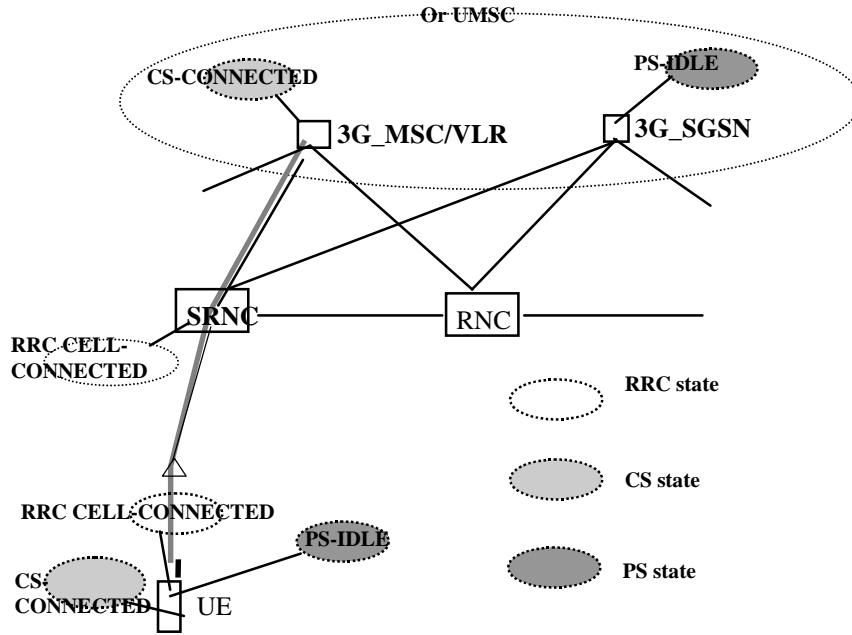 Or UMSC
CS-CONNECTED
PS-IDLE
3G_MSC/VLR
3G_SGSN
SRNC
RNC
RRC CELL-
CONNECTED
RRC state
CS state
PS state
RRC CELL-CONNECTED
PS-IDLE
CS-
CONNECTED
UE